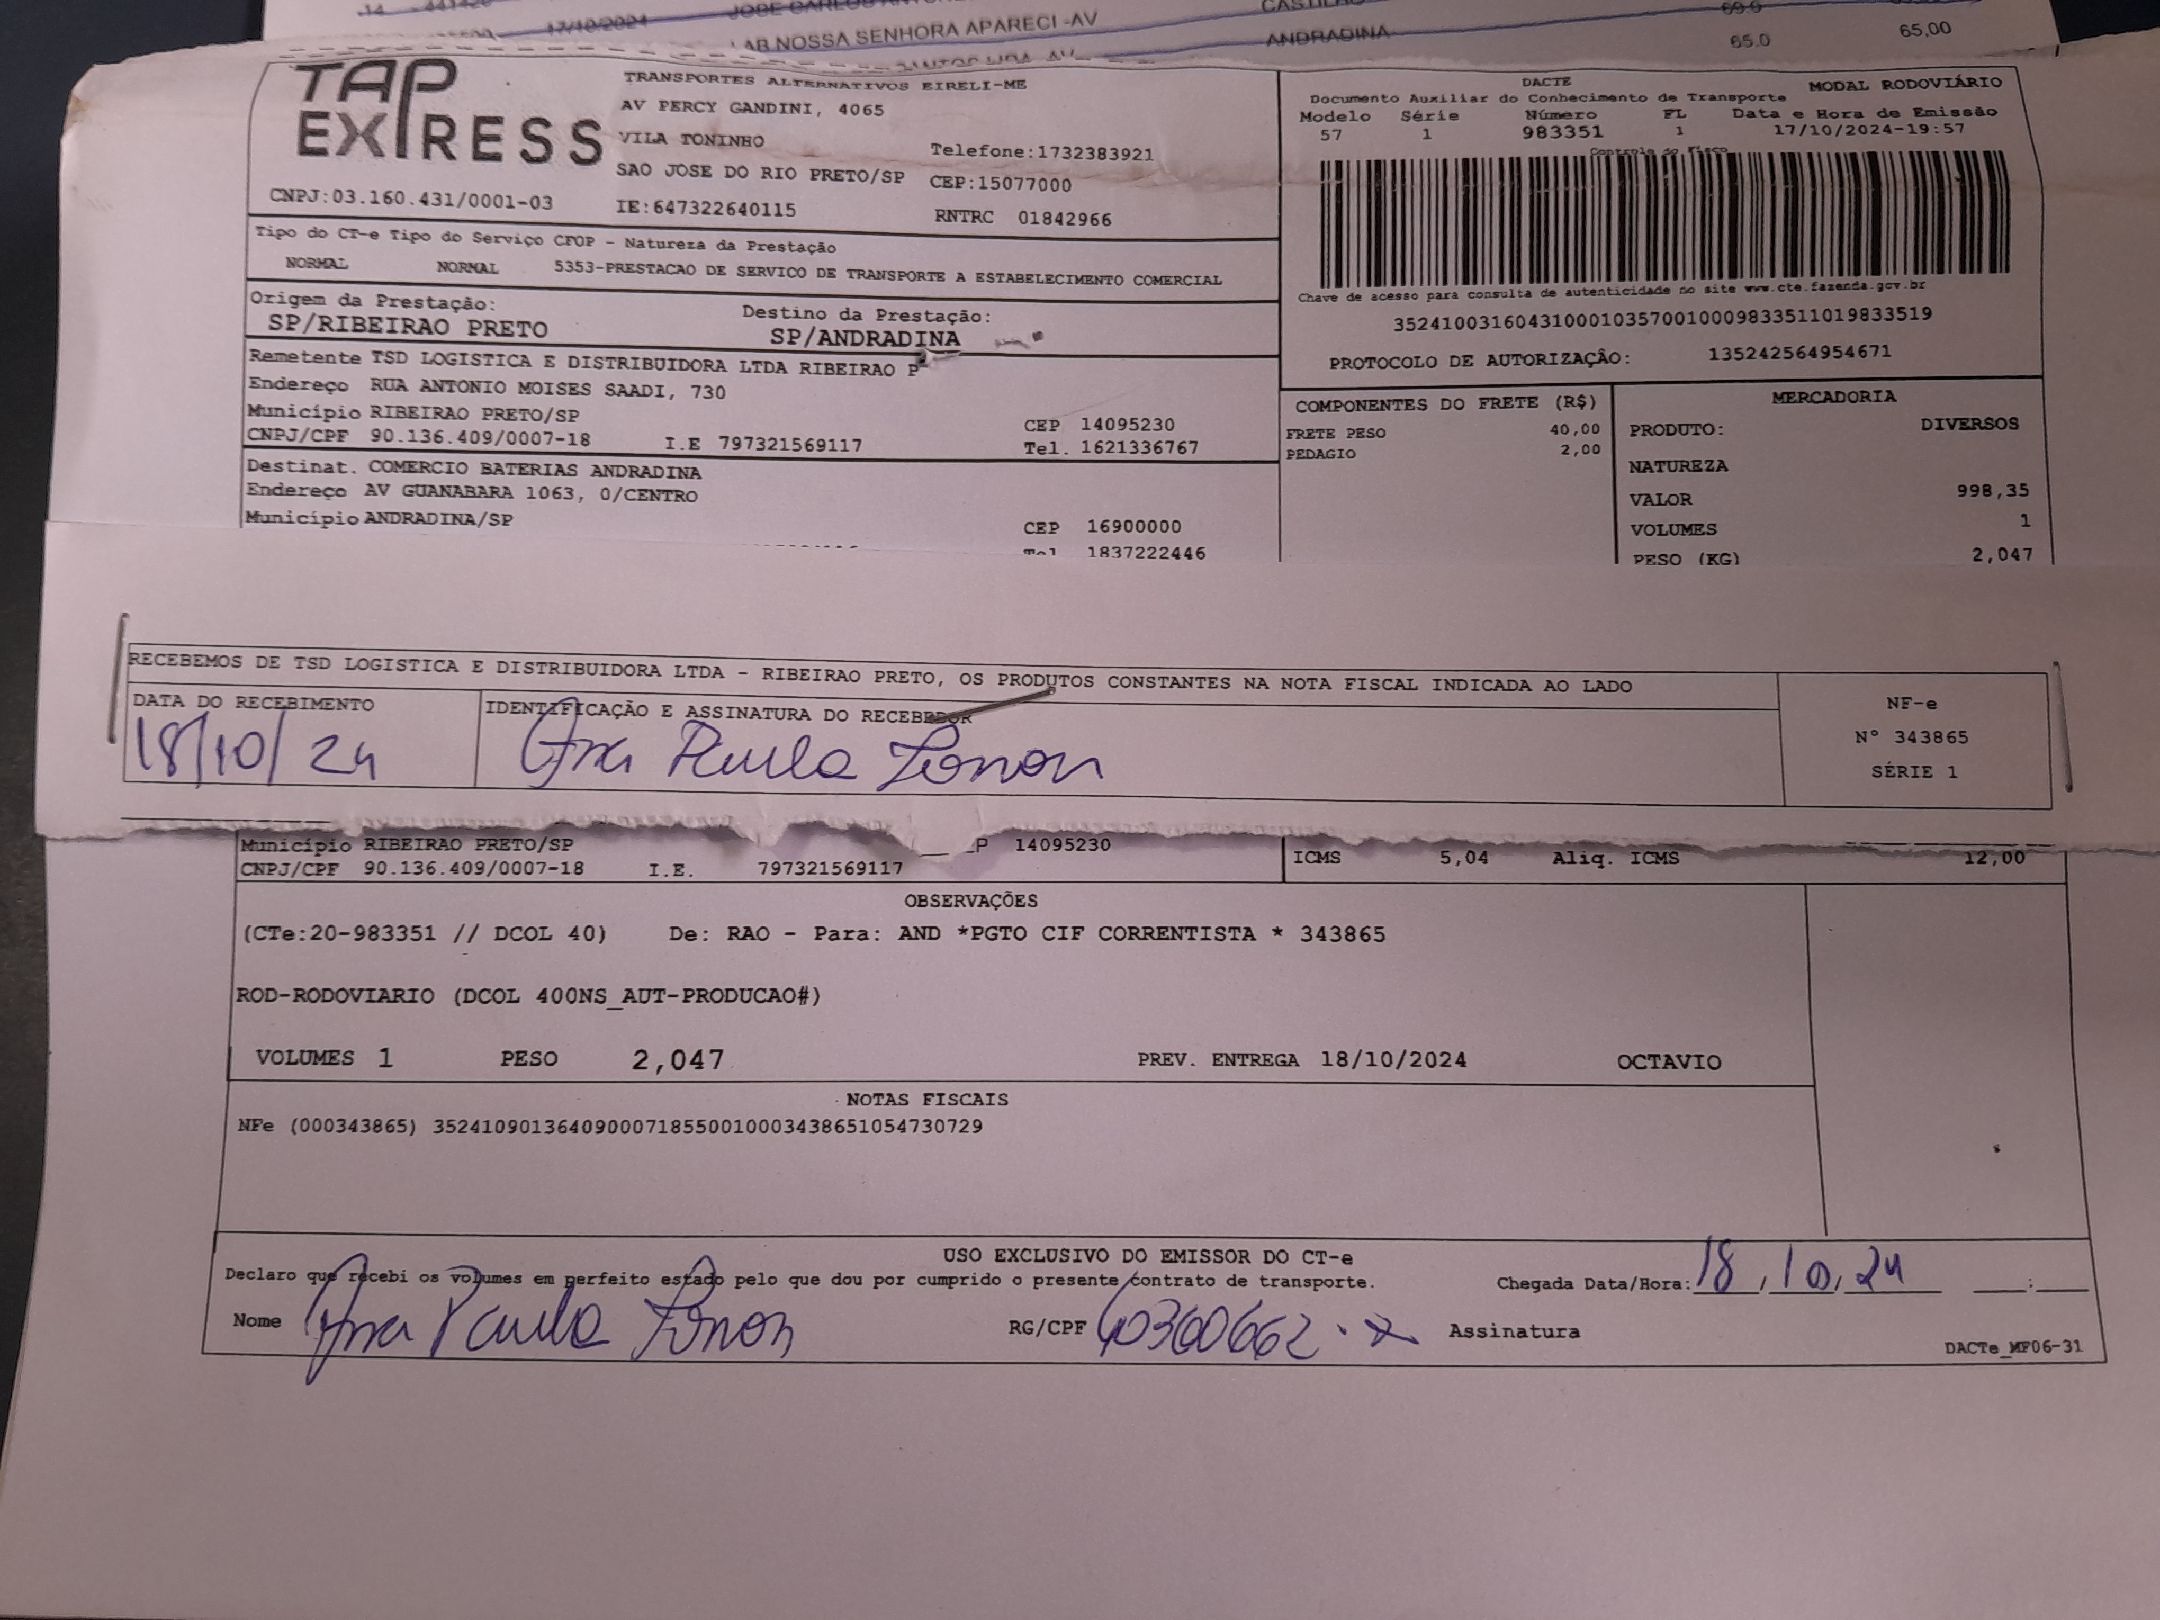 17/10/2024
LAB NOSSA SENHORA APARECI -AV ANDRADINA 65.0 65,00
TAP EXPRESS
TRANSPORTES ALTERNATIVOS EIRELI-ME
AV PERCY GANDINI, 4065
VILA TONINHO Telefone:1732383921
SAO JOSE DO RIO PRETO/SP CEP:15077000
CNPJ:03.160.431/0001-03 IE:647322640115 RNTRC 01842966
DACTE MODAL RODOVIÁRIO
Documento Auxiliar do Conhecimento de Transporte
Modelo Série Número FL Data e Hora de Emissão
57 1 983351 1 17/10/2024-19:57
Controle do Fisco
Chave de acesso para consulta de autenticidade no site www.cte.fazenda.gov.br
35241003160431000103570010009833511019833519
PROTOCOLO DE AUTORIZAÇÃO: 135242564954671
Tipo do CT-e Tipo do Serviço CFOP - Natureza da Prestação
NORMAL NORMAL 5353-PRESTACAO DE SERVICO DE TRANSPORTE A ESTABELECIMENTO COMERCIAL
Origem da Prestação: Destino da Prestação:
SP/RIBEIRAO PRETO SP/ANDRADINA
Remetente TSD LOGISTICA E DISTRIBUIDORA LTDA RIBEIRAO P
Endereço RUA ANTONIO MOISES SAADI, 730
Município RIBEIRAO PRETO/SP CEP 14095230
CNPJ/CPF 90.136.409/0007-18 I.E 797321569117 Tel. 1621336767
Destinat. COMERCIO BATERIAS ANDRADINA
Endereço AV GUANABARA 1063, 0/CENTRO
Município ANDRADINA/SP CEP 16900000
Tel 1837222446
COMPONENTES DO FRETE (R$)
FRETE PESO 40,00
PEDAGIO 2,00
MERCADORIA
PRODUTO: DIVERSOS
NATUREZA
VALOR 998,35
VOLUMES 1
PESO (KG) 2,047
RECEBEMOS DE TSD LOGISTICA E DISTRIBUIDORA LTDA - RIBEIRAO PRETO, OS PRODUTOS CONSTANTES NA NOTA FISCAL INDICADA AO LADO
DATA DO RECEBIMENTO IDENTIFICAÇÃO E ASSINATURA DO RECEBEDOR
18/10/24 Ana Paula Zonon
NF-e
N° 343865
SÉRIE 1
Município RIBEIRAO PRETO/SP P 14095230
CNPJ/CPF 90.136.409/0007-18 I.E. 797321569117
ICMS 5,04 Aliq. ICMS 12,00
OBSERVAÇÕES
(CTe:20-983351 // DCOL 40) De: RAO - Para: AND *PGTO CIF CORRENTISTA * 343865
ROD-RODOVIARIO (DCOL 400NS_AUT-PRODUCAO#)
VOLUMES 1 PESO 2,047 PREV. ENTREGA 18/10/2024 OCTAVIO
NOTAS FISCAIS
NFe (000343865) 35241090136409000718550010003438651054730729
USO EXCLUSIVO DO EMISSOR DO CT-e
Declaro que recebi os volumes em perfeito estado pelo que dou por cumprido o presente contrato de transporte. Chegada Data/Hora: 18, 10, 24 :
Nome Ana Paula Zonon RG/CPF 40360662-x Assinatura
DACTe_MF06-31